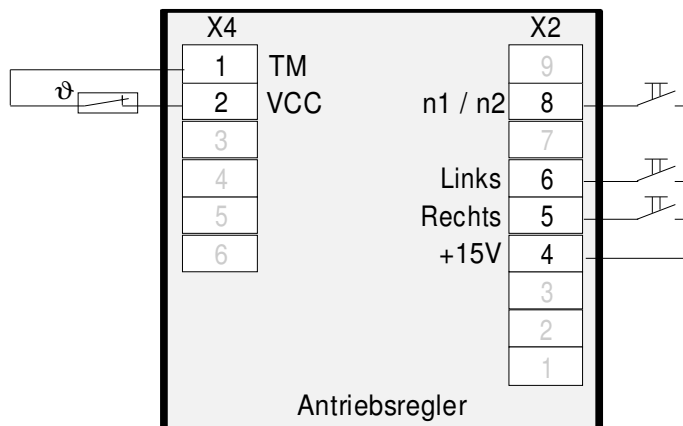 X4 X2
1 TM 9
ϑ 2 VCC n1 / n2 8
3 7
4 Links 6
5 Rechts 5
6 +15V 4
3
2
1
Antriebsregler